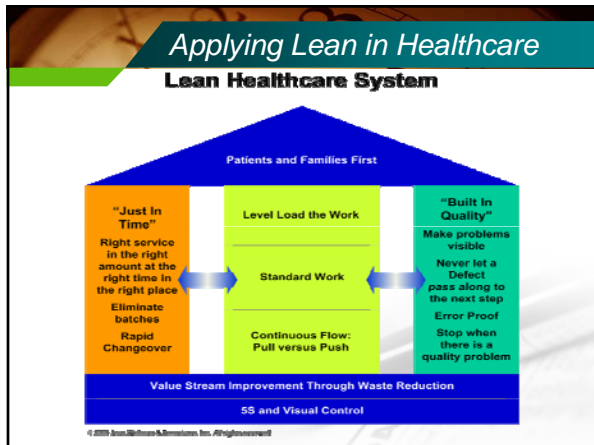 Applying Lean in Healthcare
Lean Healthcare System
Patients and Families First
"Just In
Time"
Right service
in the right
amount at the
right time in
the right place
Eliminate
batches
Rapid
Changeover
Level Load the Work
Standard Work
Continuous Flow:
Pull versus Push
"Built In
Quality"
Make problems
visible
Never let a
Defect
pass along to
the next step
Error Proof
Stop when
there is a
quality problem
Value Stream Improvement Through Waste Reduction
5S and Visual Control